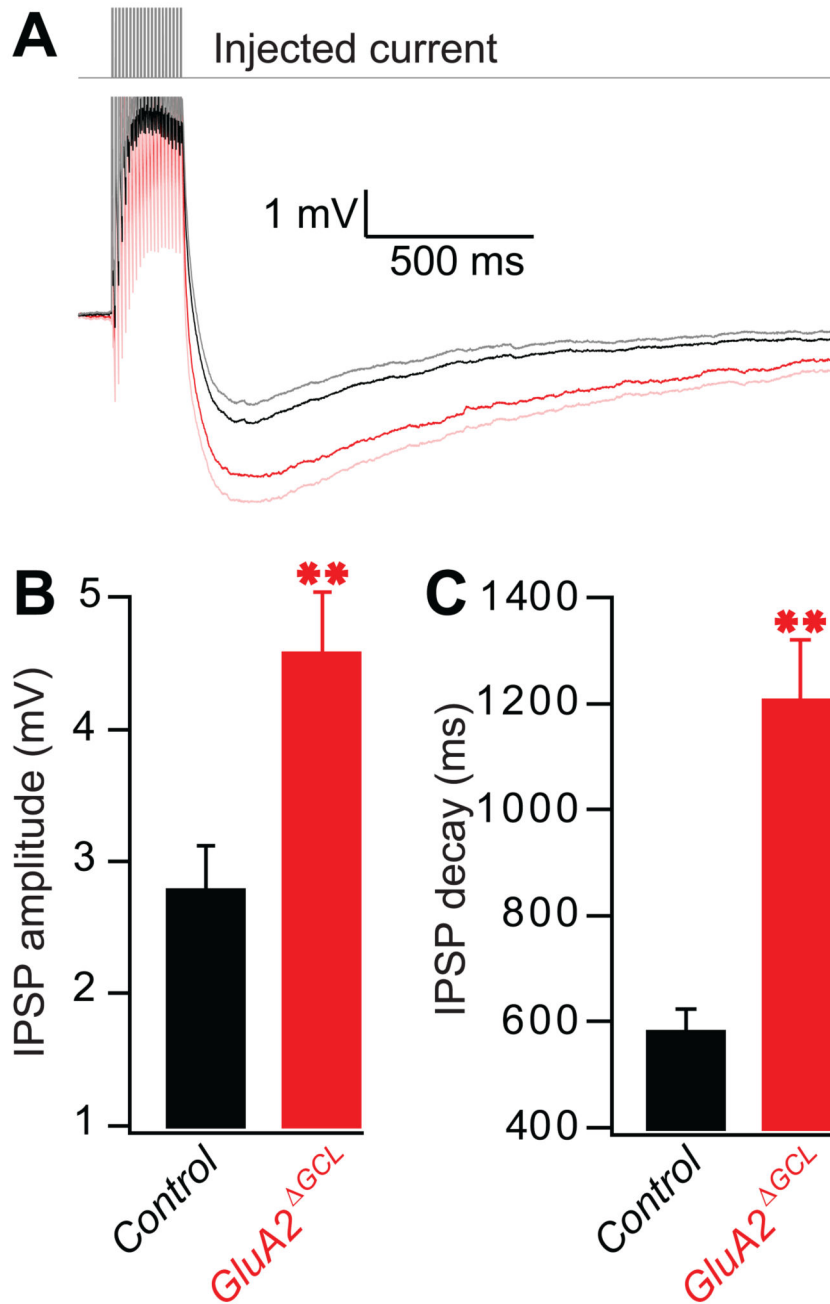 A
Injected current
1 mV
500 ms
B
IPSP amplitude (mV)
5
4
3
2
1
**
Control
GluA2ΔGCL
C
IPSP decay (ms)
1400
1200
1000
800
600
400
**
Control
GluA2ΔGCL